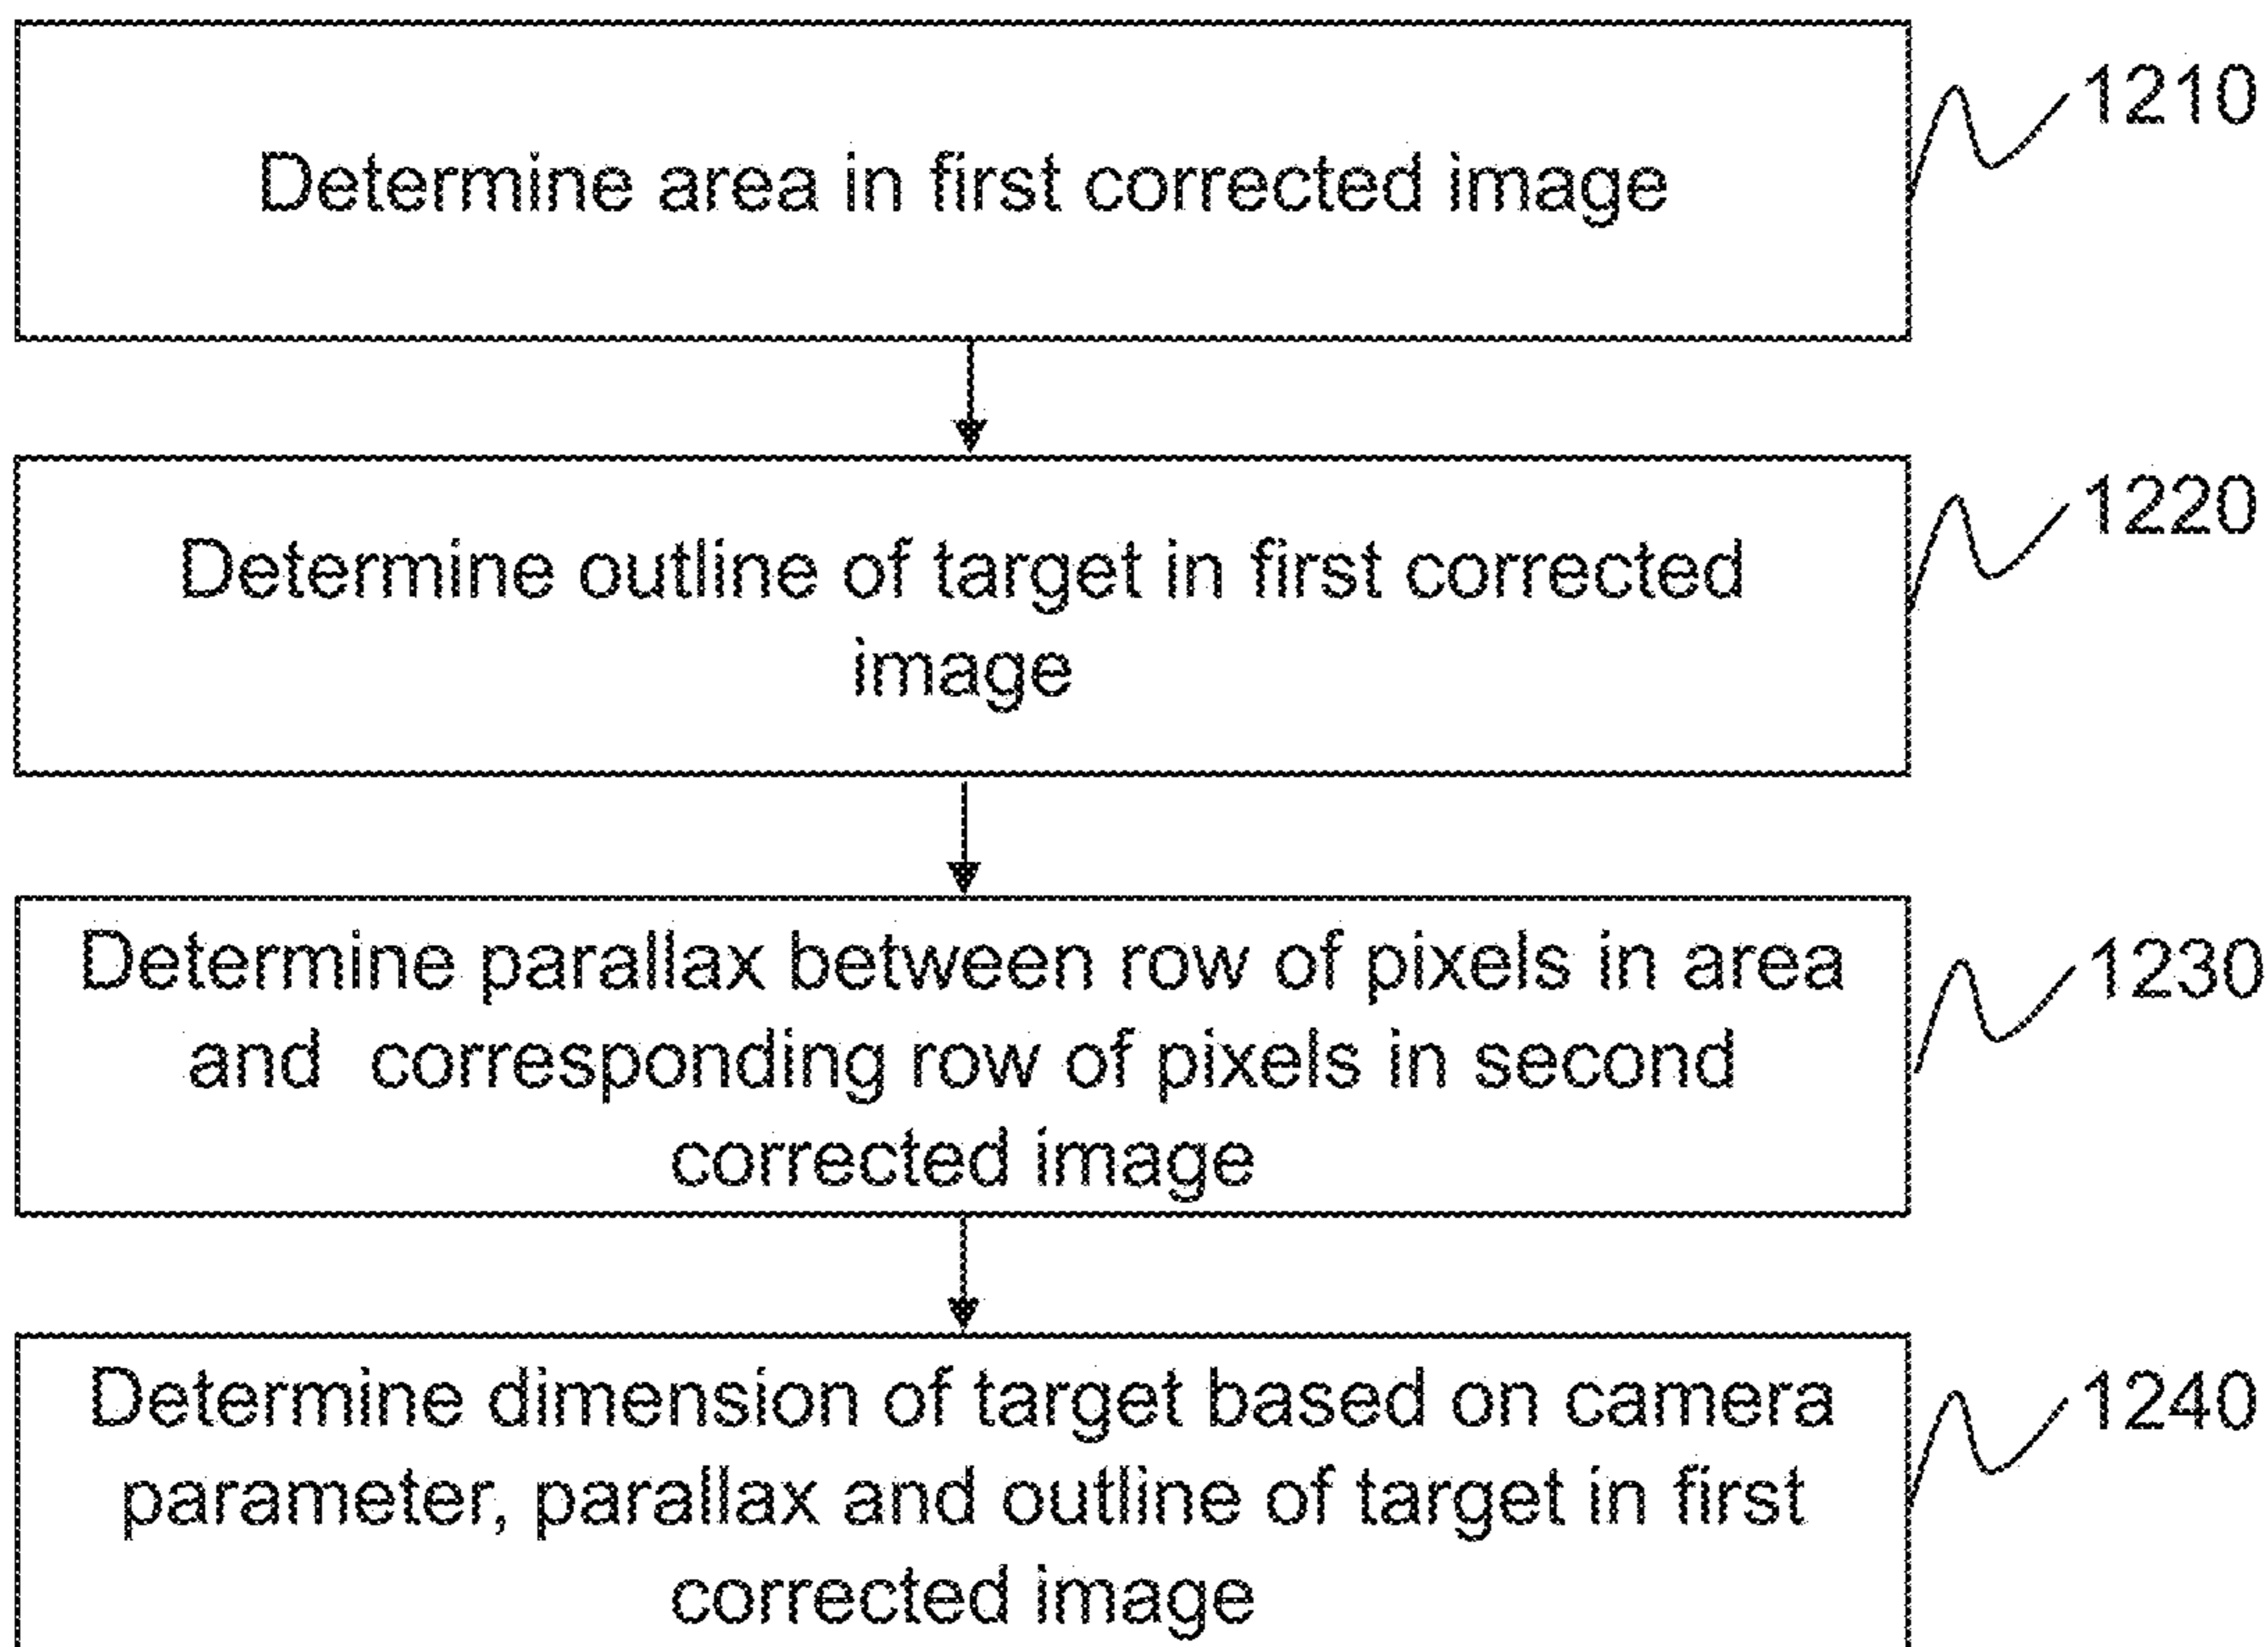 Determine area in first corrected image
1210
Determine outline of target in first corrected
image
1220
Determine parallax between row of pixels in area
and corresponding row of pixels in second
corrected image
1230
Determine dimension of target based on camera
parameter, parallax and outline of target in first
corrected image
1240